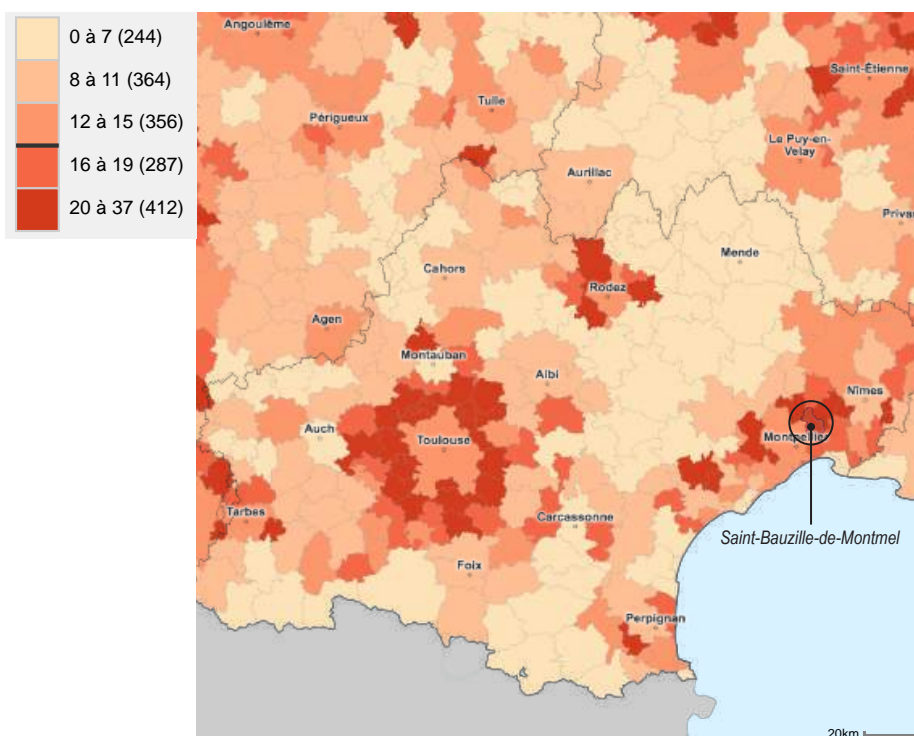 0 à 7 (244)
8 à 11 (364)
12 à 15 (356)
16 à 19 (287)
20 à 37 (412)
Angoulême
Saint-Étienne
Périgueux
Tulle
Le Puy-en-
Velay
Aurillac
Priva
Mende
Cahors
Rodez
Agen
Montauban
Albi
Nîmes
Auch
Toulouse
Montpellier
Tarbes
Carcassonne
Saint-Bauzille-de-Montmel
Foix
Perpignan
20km